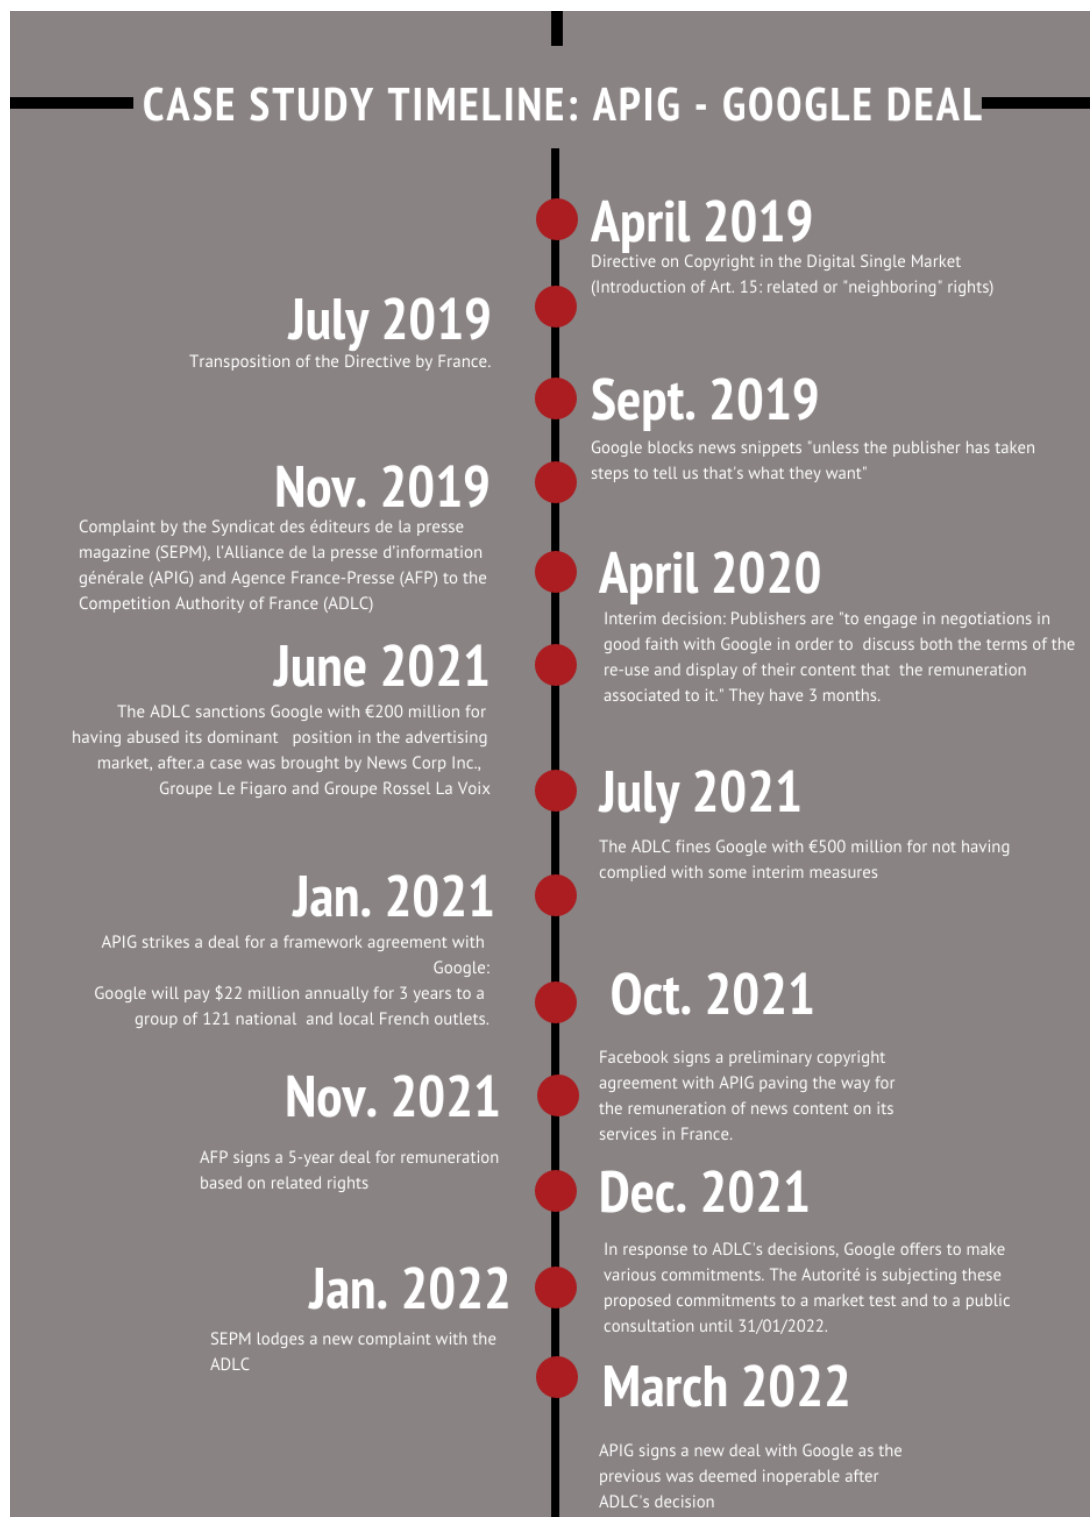 CASE STUDY TIMELINE: APIG - GOOGLE DEAL
April 2019
Directive on Copyright in the Digital Single Market
(Introduction of Art. 15: related or "neighboring" rights)
July 2019
Transposition of the Directive by France.
Sept. 2019
Google blocks news snippets "unless the publisher has taken
steps to tell us that's what they want"
Nov. 2019
Complaint by the Syndicat des éditeurs de la presse
magazine (SEPM), l'Alliance de la presse d'information
générale (APIG) and Agence France-Presse (AFP) to the
Competition Authority of France (ADLC)
April 2020
Interim decision: Publishers are "to engage in negotiations in
good faith with Google in order to  discuss both the terms of the
re-use and display of their content that  the remuneration
associated to it." They have 3 months.
June 2021
The ADLC sanctions Google with €200 million for
having abused its dominant   position in the advertising
market, after.a case was brought by News Corp Inc.,
Groupe Le Figaro and Groupe Rossel La Voix
July 2021
The ADLC fines Google with €500 million for not having
complied with some interim measures
Jan. 2021
APIG strikes a deal for a framework agreement with
Google:
Google will pay $22 million annually for 3 years to a
group of 121 national  and local French outlets.
Oct. 2021
Facebook signs a preliminary copyright
agreement with APIG paving the way for
the remuneration of news content on its
services in France.
Nov. 2021
AFP signs a 5-year deal for remuneration
based on related rights
Dec. 2021
In response to ADLC's decisions, Google offers to make
various commitments. The Autorité is subjecting these
proposed commitments to a market test and to a public
consultation until 31/01/2022.
Jan. 2022
SEPM lodges a new complaint with the
ADLC
March 2022
APIG signs a new deal with Google as the
previous was deemed inoperable after
ADLC's decision